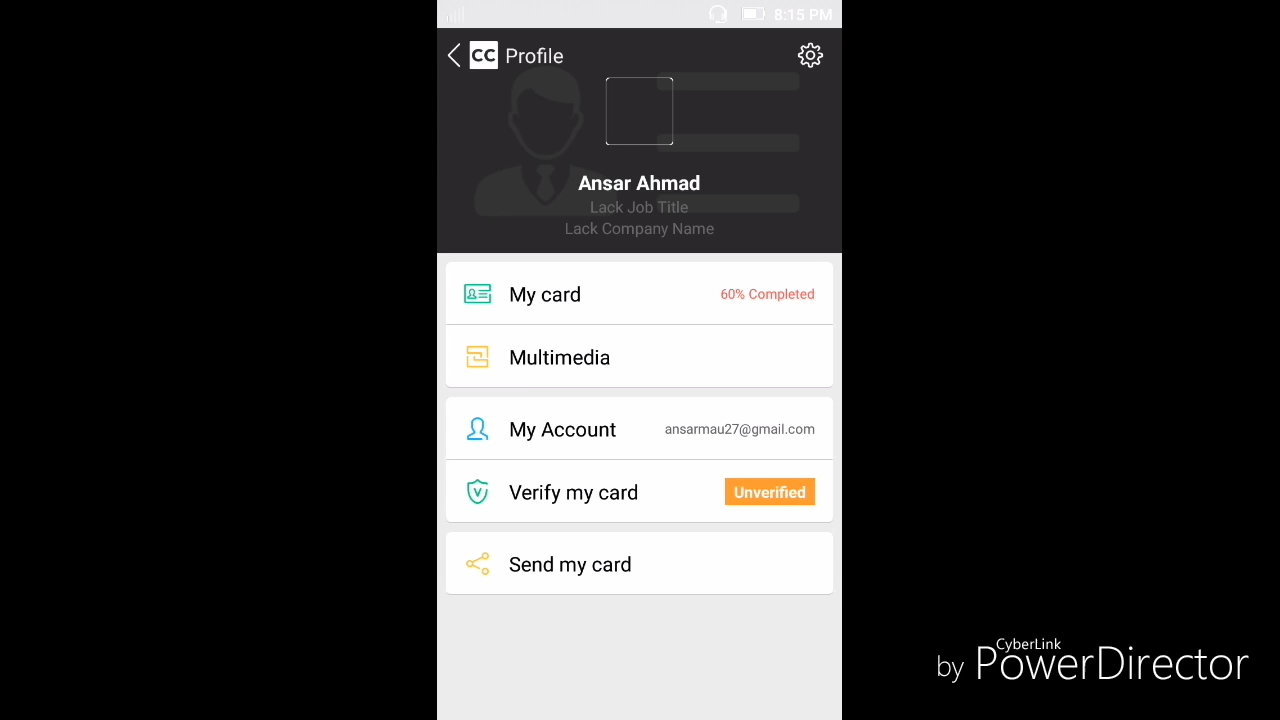 8:15 PM
CC Profile
Ansar Ahmad
Lack Job Title
Lack Company Name
My card 60% Completed
Multimedia
My Account ansarmau27@gmail.com
Verify my card Unverified
Send my card
CyberLink
by PowerDirector